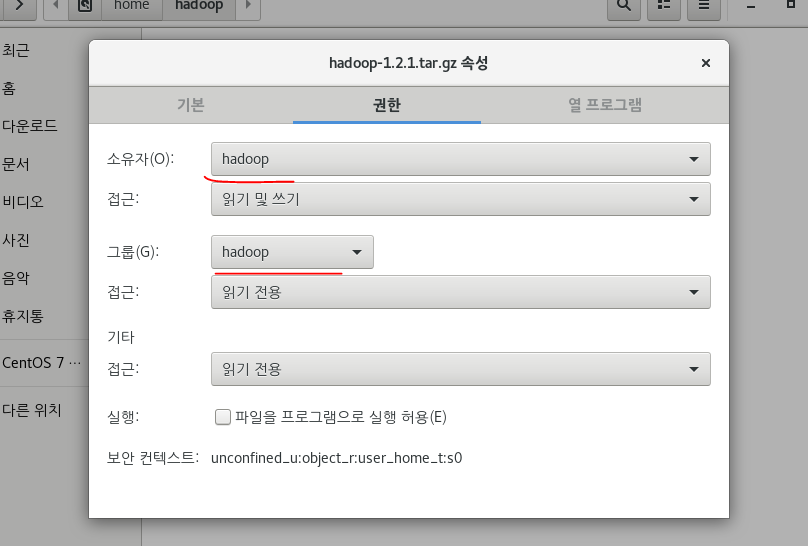 home hadoop
최근
홈
다운로드
문서
비디오
사진
음악
휴지통
CentOS 7 ...
다른 위치
hadoop-1.2.1.tar.gz 속성
기본 권한 열 프로그램
소유자(O): hadoop
접근: 읽기 및 쓰기
그룹(G): hadoop
접근: 읽기 전용
기타
접근: 읽기 전용
실행: 파일을 프로그램으로 실행 허용(E)
보안 컨텍스트: unconfined_u:object_r:user_home_t:s0